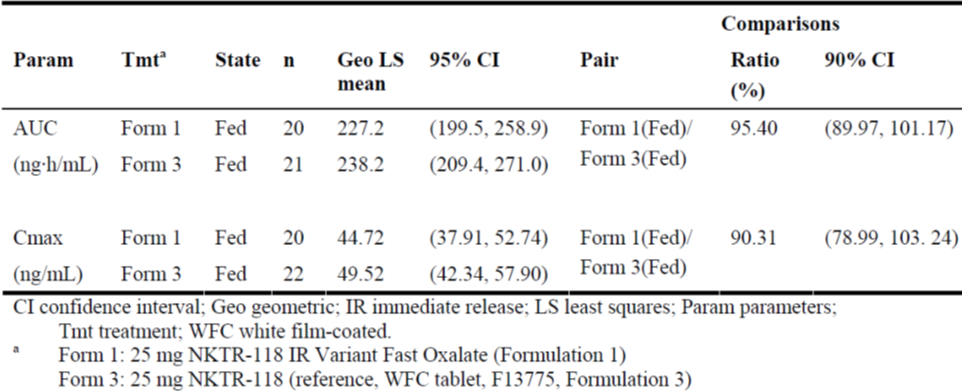 Comparisons
Param Tmtᵃ State n Geo LS mean 95% CI Pair Ratio (%) 90% CI
AUC Form 1 Fed 20 227.2 (199.5, 258.9) Form 1(Fed)/ 95.40 (89.97, 101.17)
(ng·h/mL) Form 3 Fed 21 238.2 (209.4, 271.0) Form 3(Fed)
Cmax Form 1 Fed 20 44.72 (37.91, 52.74) Form 1(Fed)/ 90.31 (78.99, 103. 24)
(ng/mL) Form 3 Fed 22 49.52 (42.34, 57.90) Form 3(Fed)
CI confidence interval; Geo geometric; IR immediate release; LS least squares; Param parameters;
Tmt treatment; WFC white film-coated.
ᵃ Form 1: 25 mg NKTR-118 IR Variant Fast Oxalate (Formulation 1)
Form 3: 25 mg NKTR-118 (reference, WFC tablet, F13775, Formulation 3)